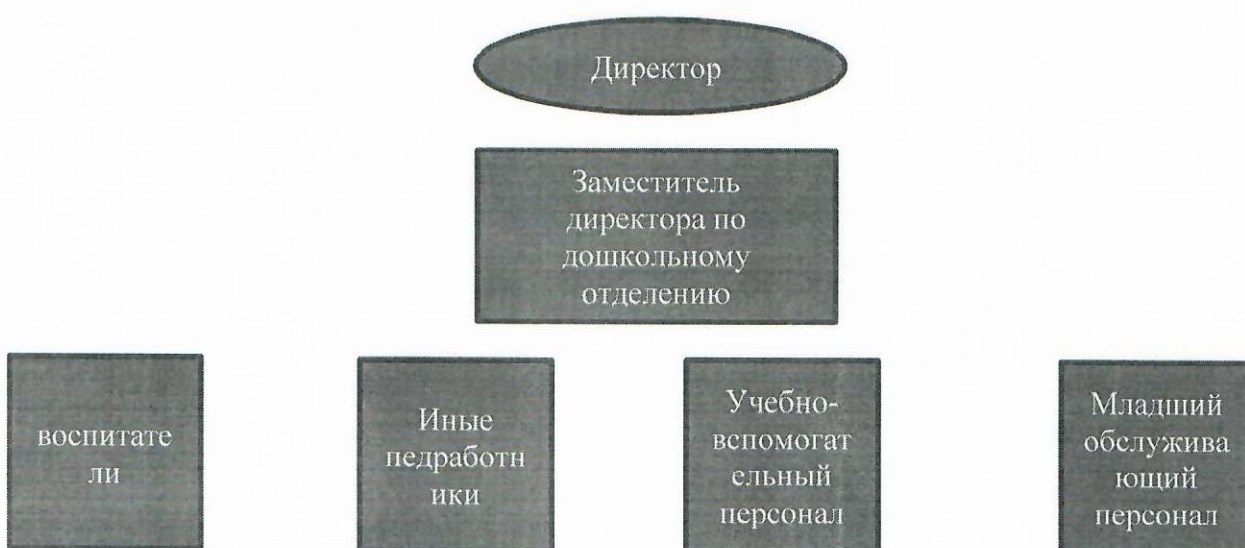 Директор
Заместитель
директора по
дошкольному
отделению
воспитате
ли
Иные
педработн
ики
Учебно-
вспомогат
ельный
персонал
Младший
обслужива
ющий
персонал